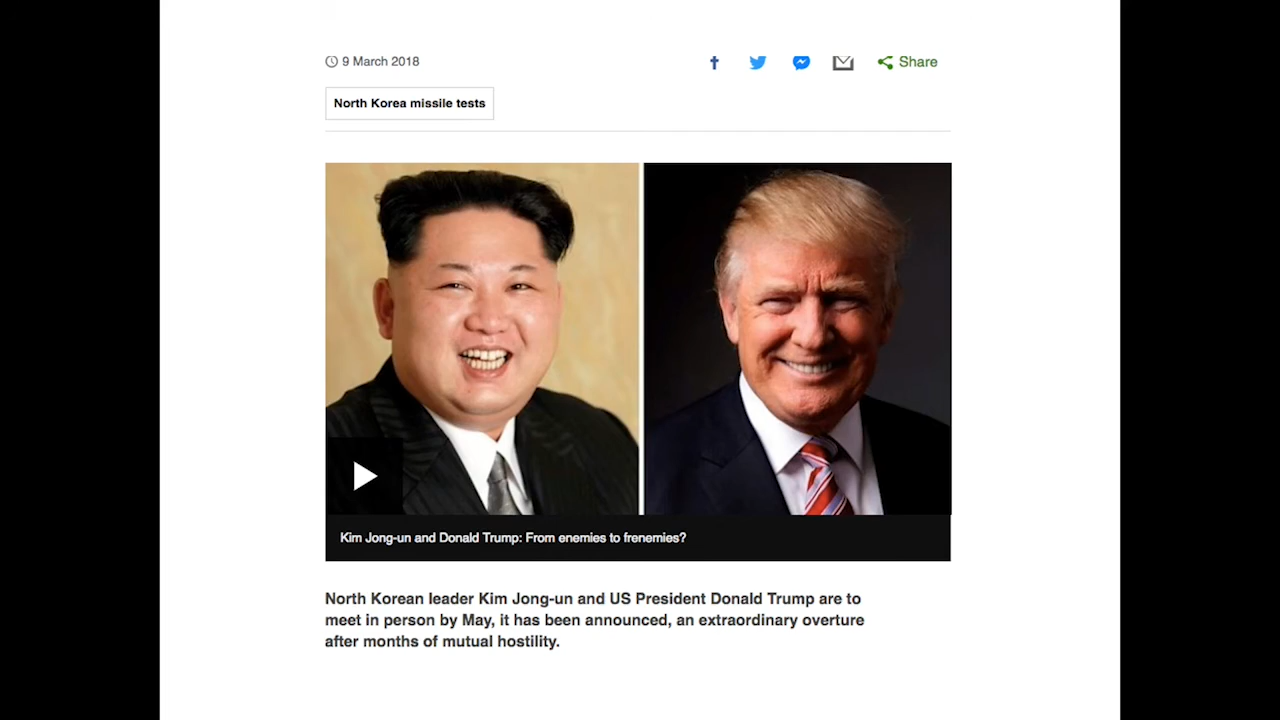 9 March 2018
Share
North Korea missile tests
Kim Jong-un and Donald Trump: From enemies to frenemies?
North Korean leader Kim Jong-un and US President Donald Trump are to
meet in person by May, it has been announced, an extraordinary overture
after months of mutual hostility.